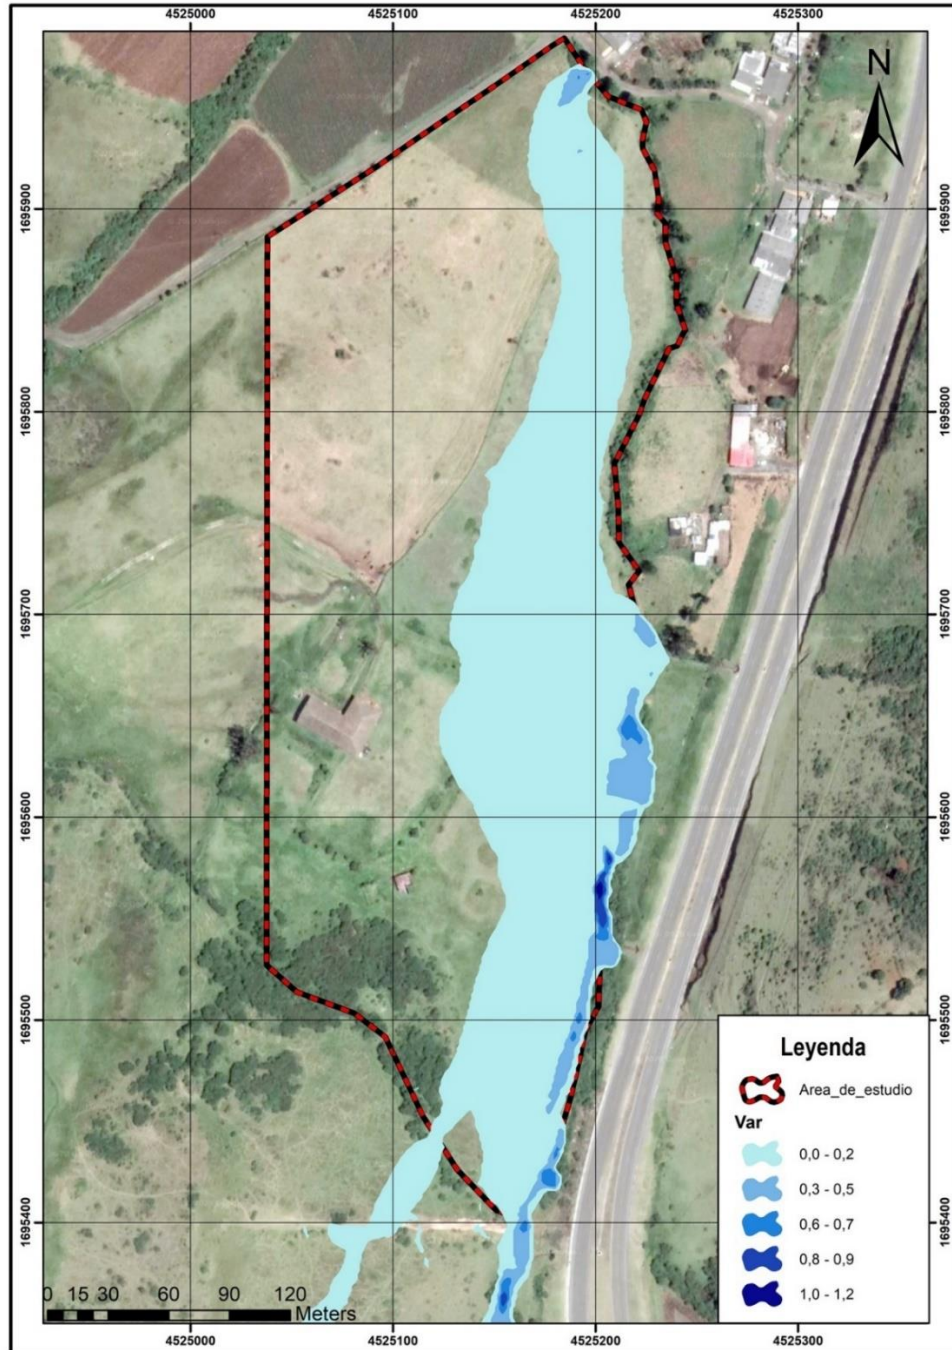 4525000 4525100 4525200 4525300
N
1695900 1695900
1695800 1695800
1695700 1695700
1695600 1695600
1695500 1695500
1695400 1695400
Leyenda
Area_de_estudio
Var
0,0 - 0,2
0,3 - 0,5
0,6 - 0,7
0,8 - 0,9
1,0 - 1,2
0 15 30 60 90 120
Meters
4525000 4525100 4525200 4525300